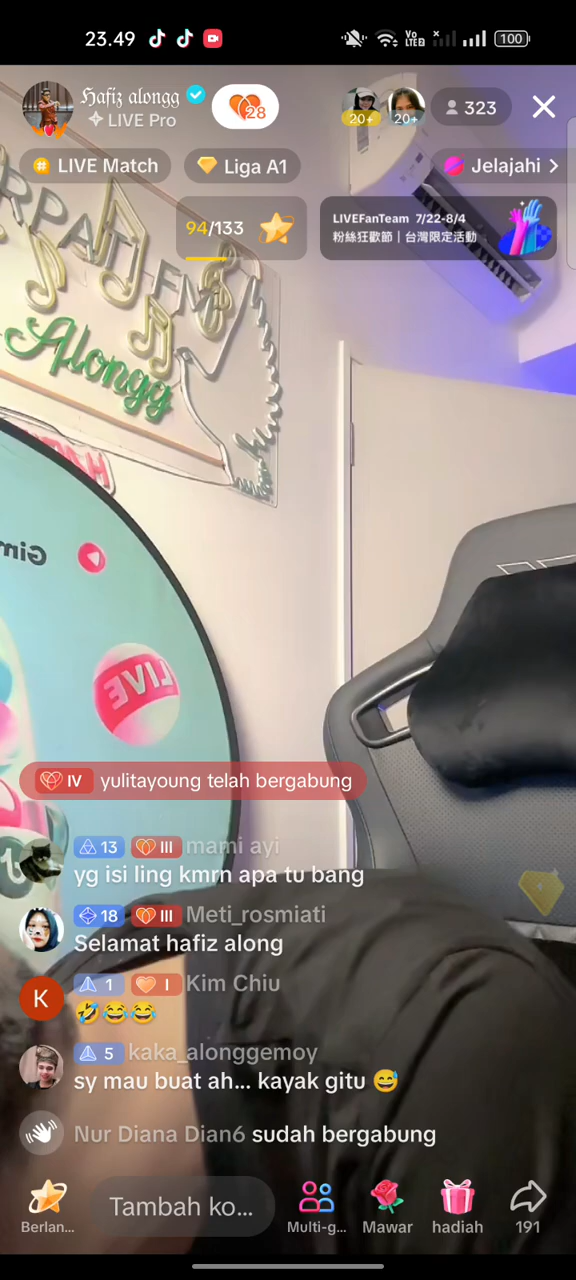 23.49
Vo
LTE2
100
Hafiz alongg
LIVE Pro
28
20+
20+
323
LIVE Match
Liga A1
Jelajahi
94/133
LIVEFanTeam 7/22-8/4
粉絲狂歡節｜台灣限定活動
RPATI FM
Alongg
LIVE
IV yulitayoung telah bergabung
13 III mami ayi
yg isi ling kmrn apa tu bang
18 III Meti_rosmiati
Selamat hafiz along
K
1 I Kim Chiu
🤣😂😂
5 kaka_alonggemoy
sy mau buat ah... kayak gitu 😅
Nur Diana Dian6 sudah bergabung
Berlan...
Tambah ko...
Multi-g...
Mawar
hadiah
191